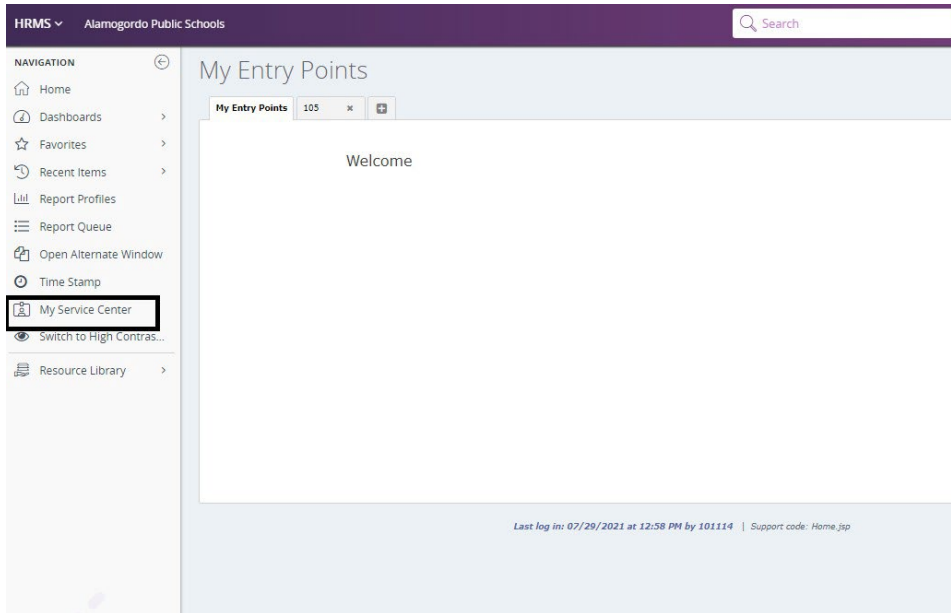 HRMS Alamogordo Public Schools
Search
NAVIGATION
Home
Dashboards
Favorites
Recent Items
Report Profiles
Report Queue
Open Alternate Window
Time Stamp
My Service Center
Switch to High Contras...
Resource Library
My Entry Points
My Entry Points 105
Welcome
Last log in: 07/29/2021 at 12:58 PM by 101114 | Support code: Home.jsp